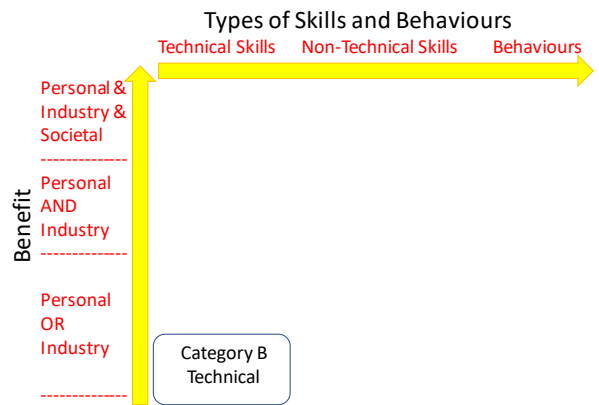 Types of Skills and Behaviours
Technical Skills Non-Technical Skills Behaviours
Benefit
Personal &
Industry &
Societal
Personal
AND
Industry
Personal
OR
Industry
Category B
Technical